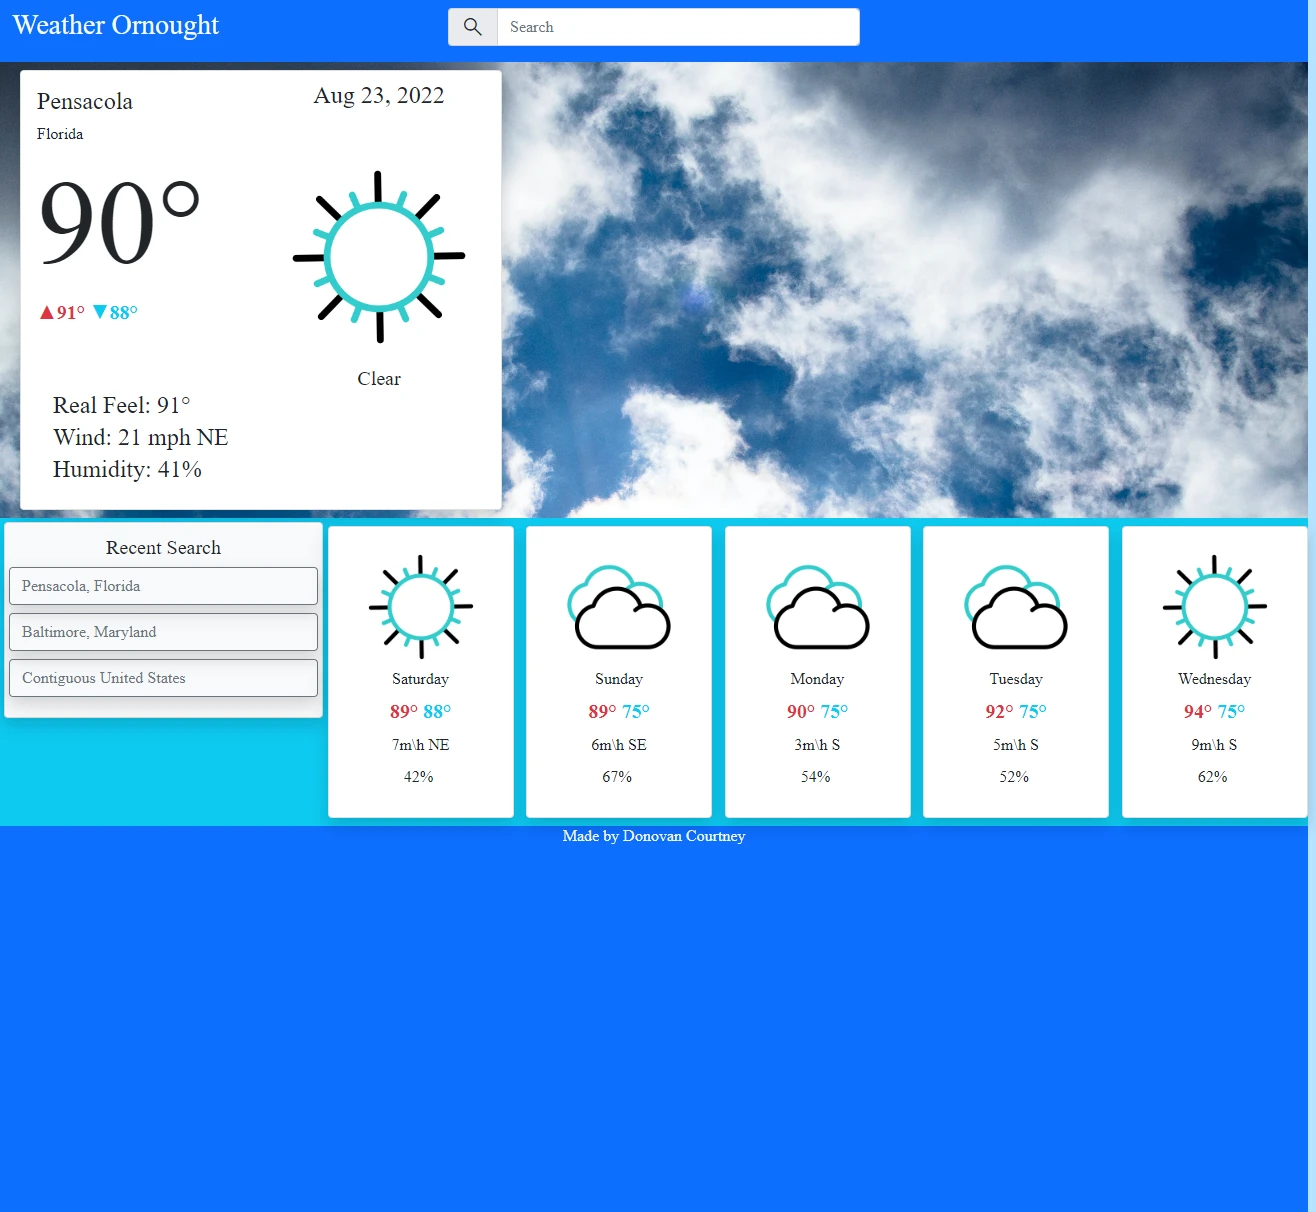 Weather Ornought
Search
Pensacola
Aug 23, 2022
Florida
90°
▲91° ▼88°
Clear
Real Feel: 91°
Wind: 21 mph NE
Humidity: 41%
Recent Search
Pensacola, Florida
Baltimore, Maryland
Contiguous United States
Saturday
89° 88°
7m\h NE
42%
Sunday
89° 75°
6m\h SE
67%
Monday
90° 75°
3m\h S
54%
Tuesday
92° 75°
5m\h S
52%
Wednesday
94° 75°
9m\h S
62%
Made by Donovan Courtney